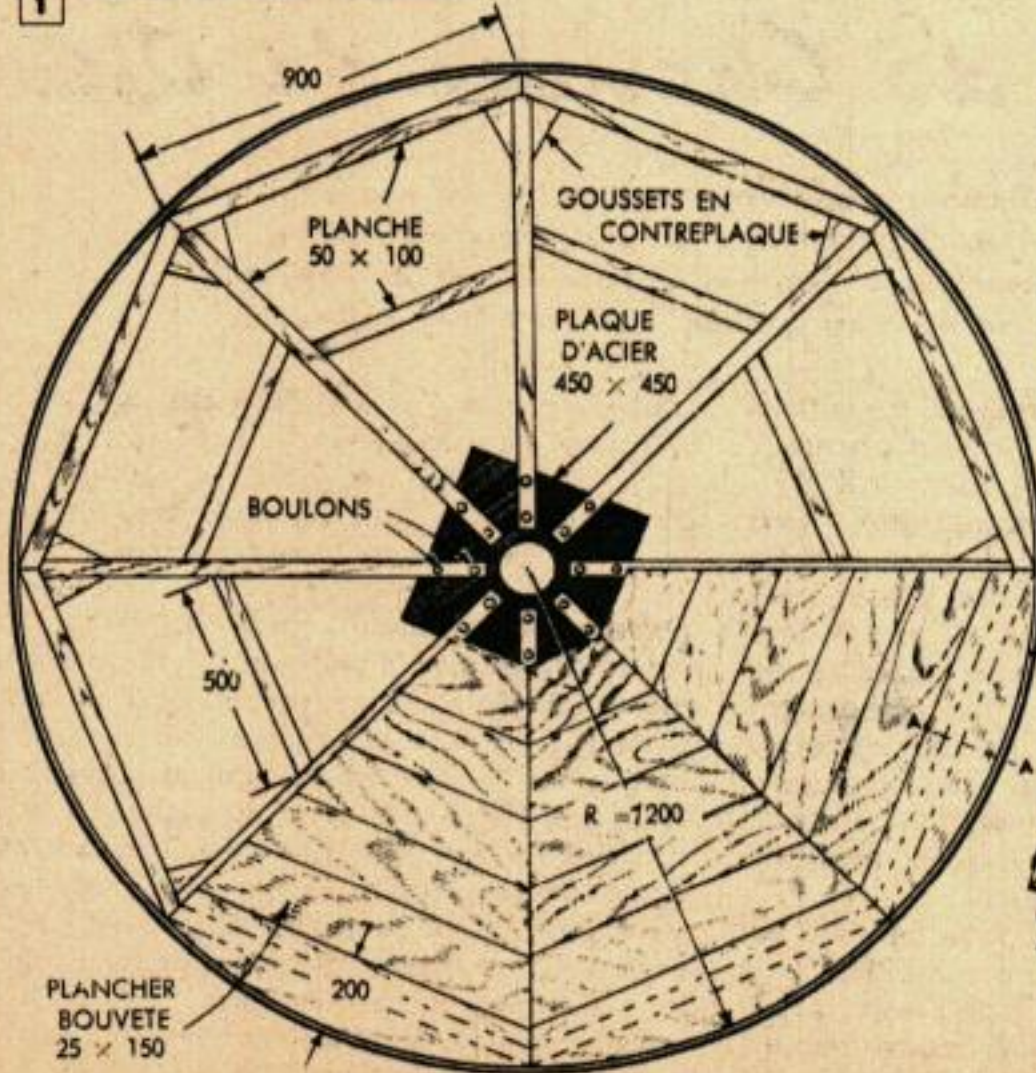 1
900
PLANCHE
50 × 100
GOUSSETS EN
CONTREPLAQUE
PLAQUE
D'ACIER
450 × 450
BOULONS
500
A
A
R = 1200
200
PLANCHER
BOUVETE
25 × 150